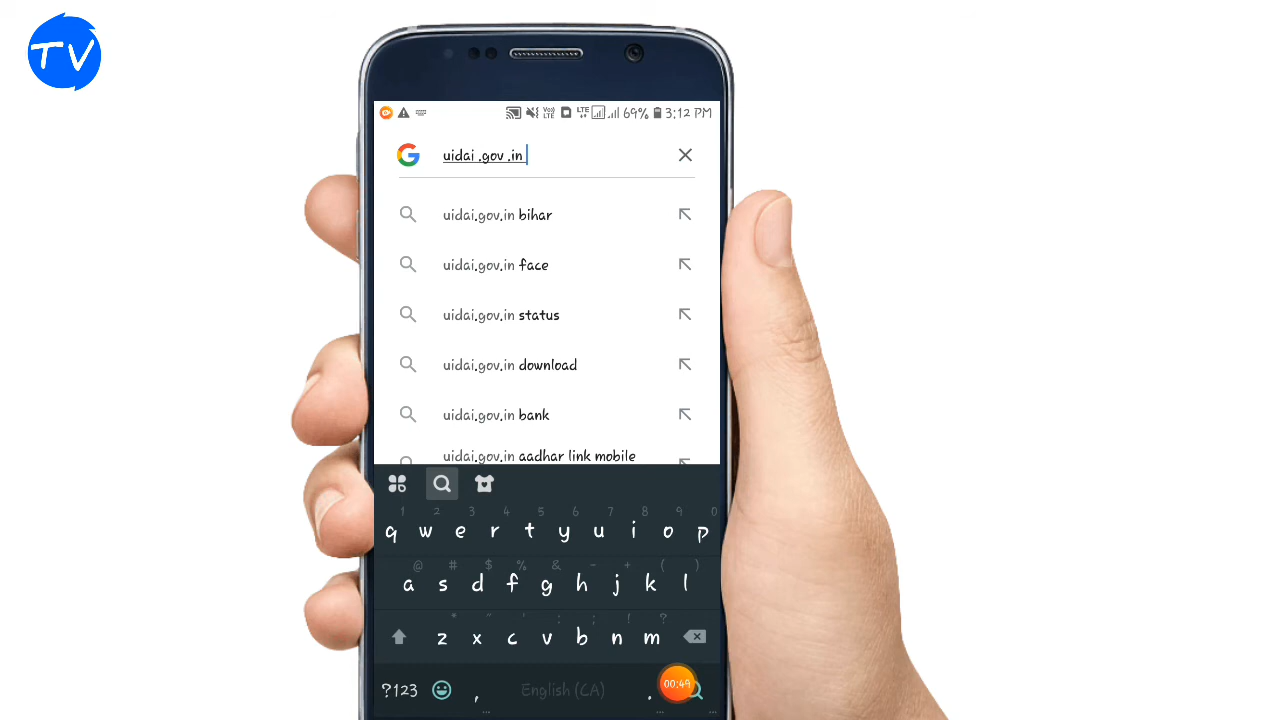 TV
LTE 69% 3:12 PM
uidai .gov .in
uidai.gov.in bihar
uidai.gov.in face
uidai.gov.in status
uidai.gov.in download
uidai.gov.in bank
uidai.gov.in aadhar link mobile
1 2 3 4 5 6 7 8 9 0
q w e r t y u i o p
@ # $ % & - + ( )
a s d f g h j k l
* " ' : ; ! ?
z x c v b n m
?123 , English (CA) . 00:49